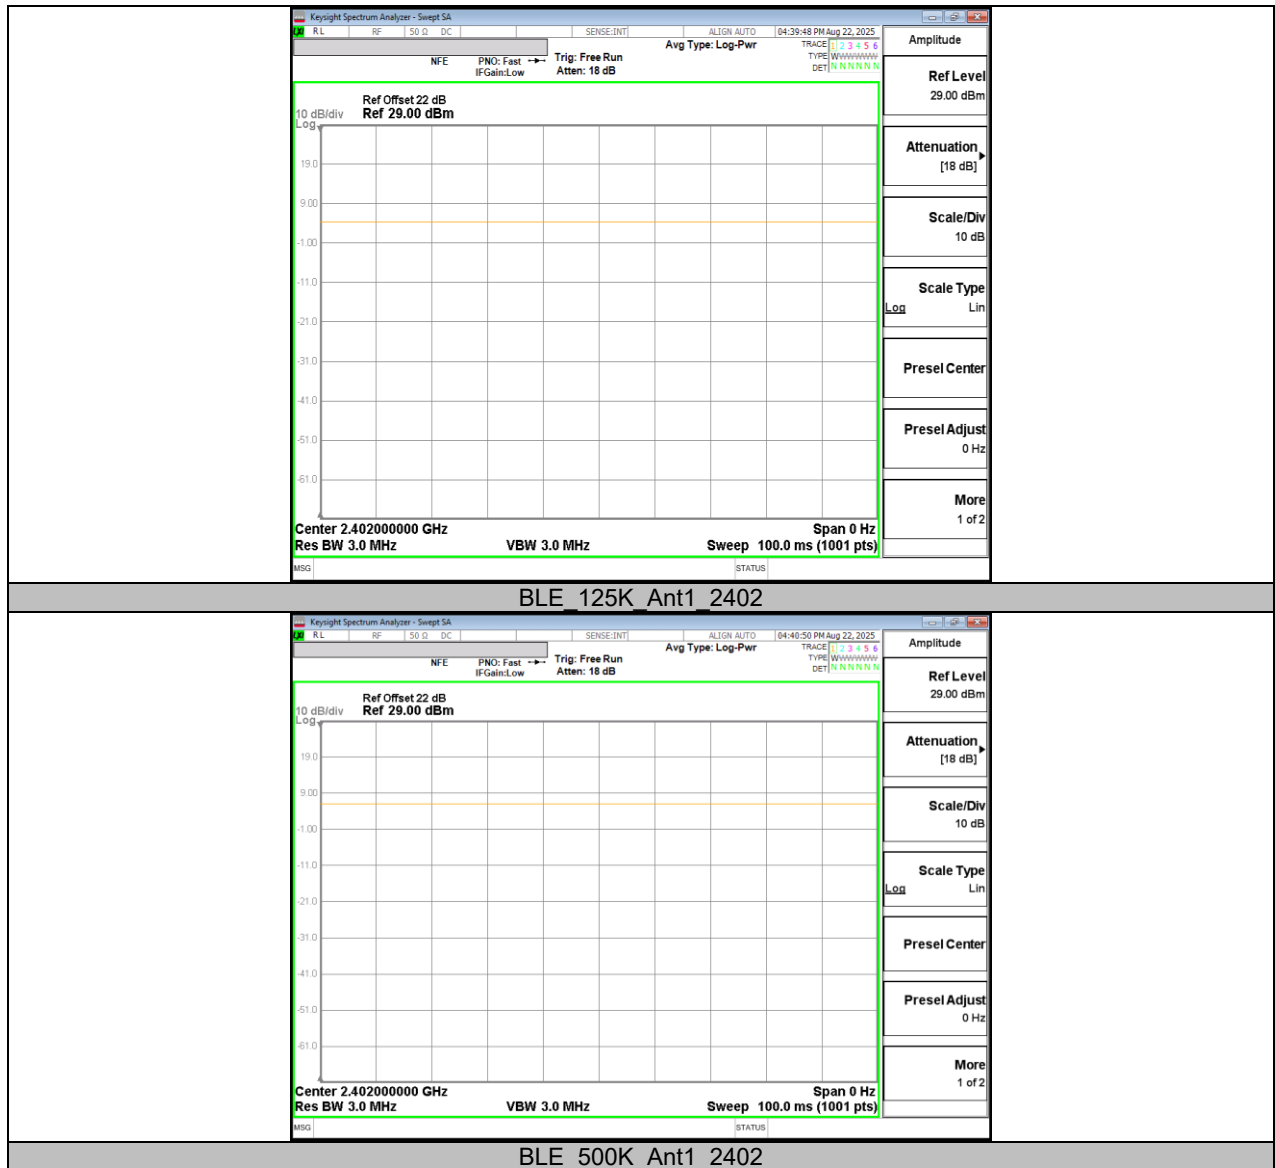 Keysight Spectrum Analyzer - Swept SA
LXI RL RF 50 Ω DC SENSE:INT ALIGN AUTO 04:39:48 PM Aug 22, 2025
Avg Type: Log-Pwr TRACE 1 2 3 4 5 6
TYPE WWWWWW
DET N N N N N N
NFE PNO: Fast Trig: Free Run
IFGain:Low Atten: 18 dB
Ref Offset 22 dB
10 dB/div Ref 29.00 dBm
Log
19.0
9.00
-1.00
-11.0
-21.0
-31.0
-41.0
-51.0
-61.0
Center 2.402000000 GHz Span 0 Hz
Res BW 3.0 MHz VBW 3.0 MHz Sweep 100.0 ms (1001 pts)
MSG STATUS
Amplitude
Ref Level
29.00 dBm
Attenuation
[18 dB]
Scale/Div
10 dB
Scale Type
Log Lin
Presel Center
Presel Adjust
0 Hz
More
1 of 2
BLE_125K_Ant1_2402
Keysight Spectrum Analyzer - Swept SA
LXI RL RF 50 Ω DC SENSE:INT ALIGN AUTO 04:40:50 PM Aug 22, 2025
Avg Type: Log-Pwr TRACE 1 2 3 4 5 6
TYPE WWWWWW
DET N N N N N N
NFE PNO: Fast Trig: Free Run
IFGain:Low Atten: 18 dB
Ref Offset 22 dB
10 dB/div Ref 29.00 dBm
Log
19.0
9.00
-1.00
-11.0
-21.0
-31.0
-41.0
-51.0
-61.0
Center 2.402000000 GHz Span 0 Hz
Res BW 3.0 MHz VBW 3.0 MHz Sweep 100.0 ms (1001 pts)
MSG STATUS
Amplitude
Ref Level
29.00 dBm
Attenuation
[18 dB]
Scale/Div
10 dB
Scale Type
Log Lin
Presel Center
Presel Adjust
0 Hz
More
1 of 2
BLE_500K_Ant1_2402